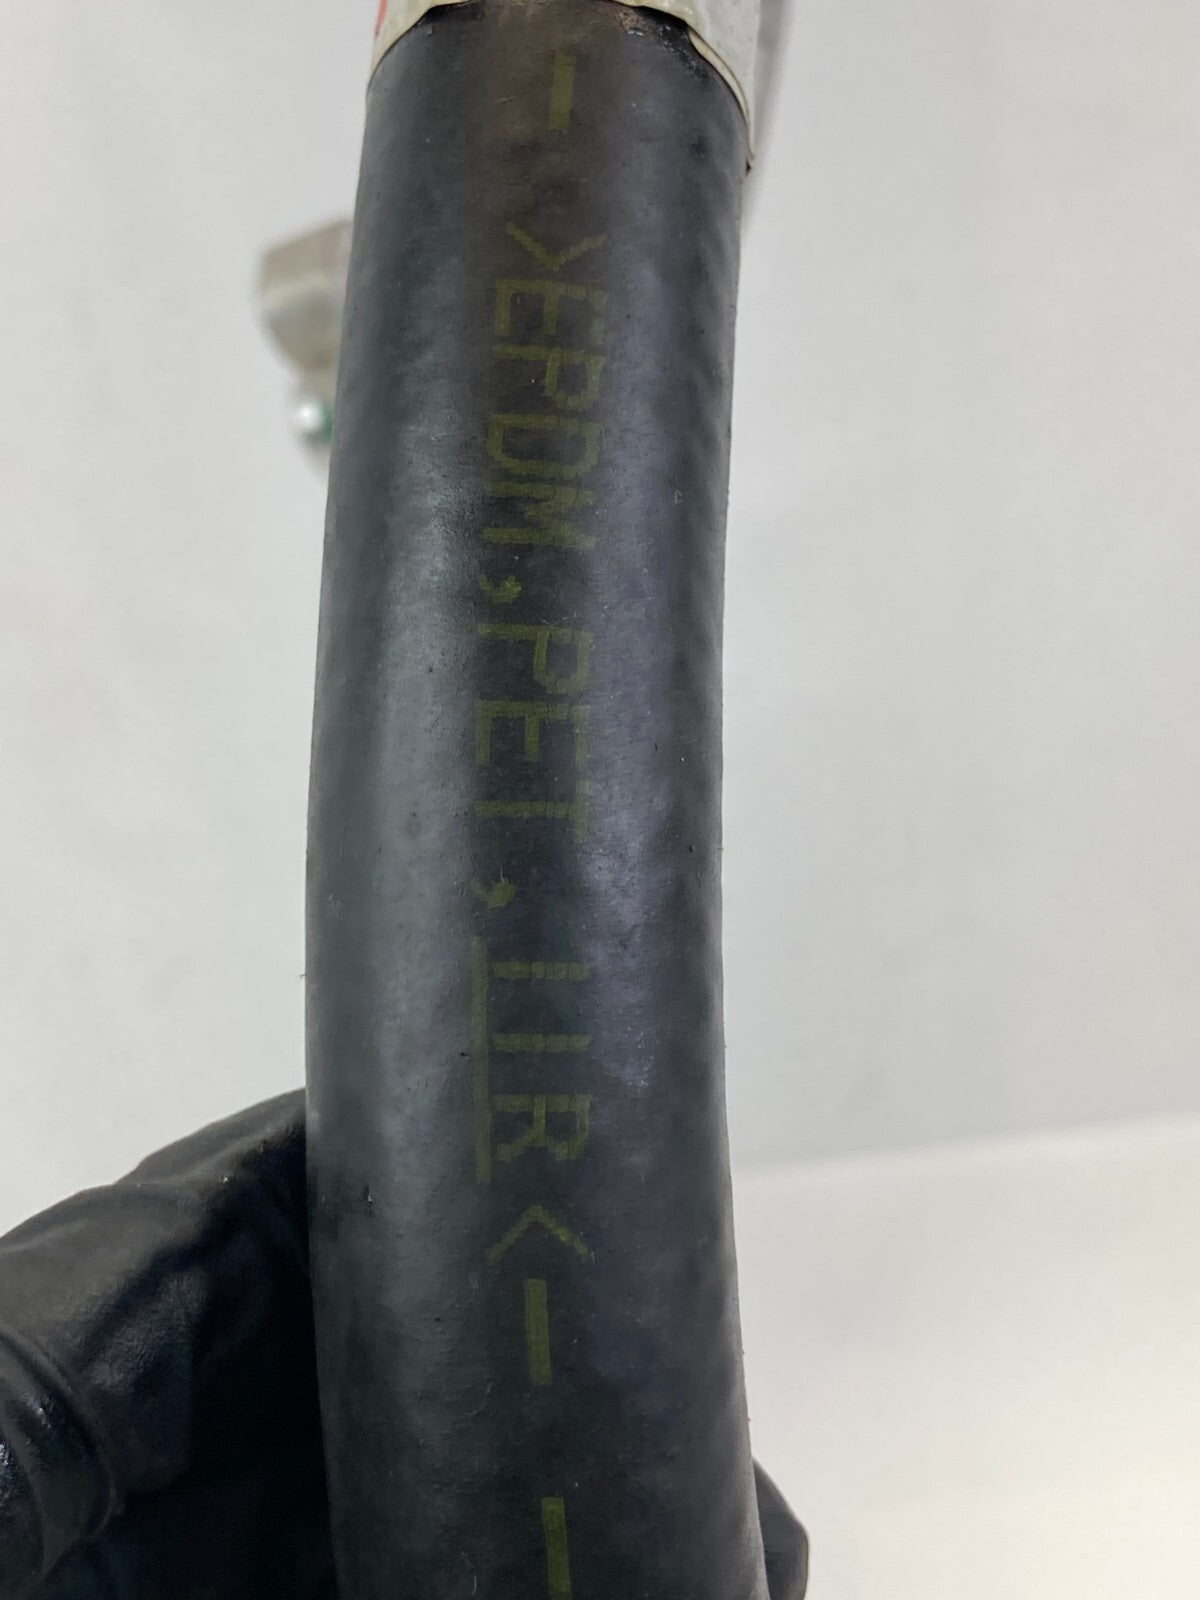 — >EPDM,PET,IIR< — —